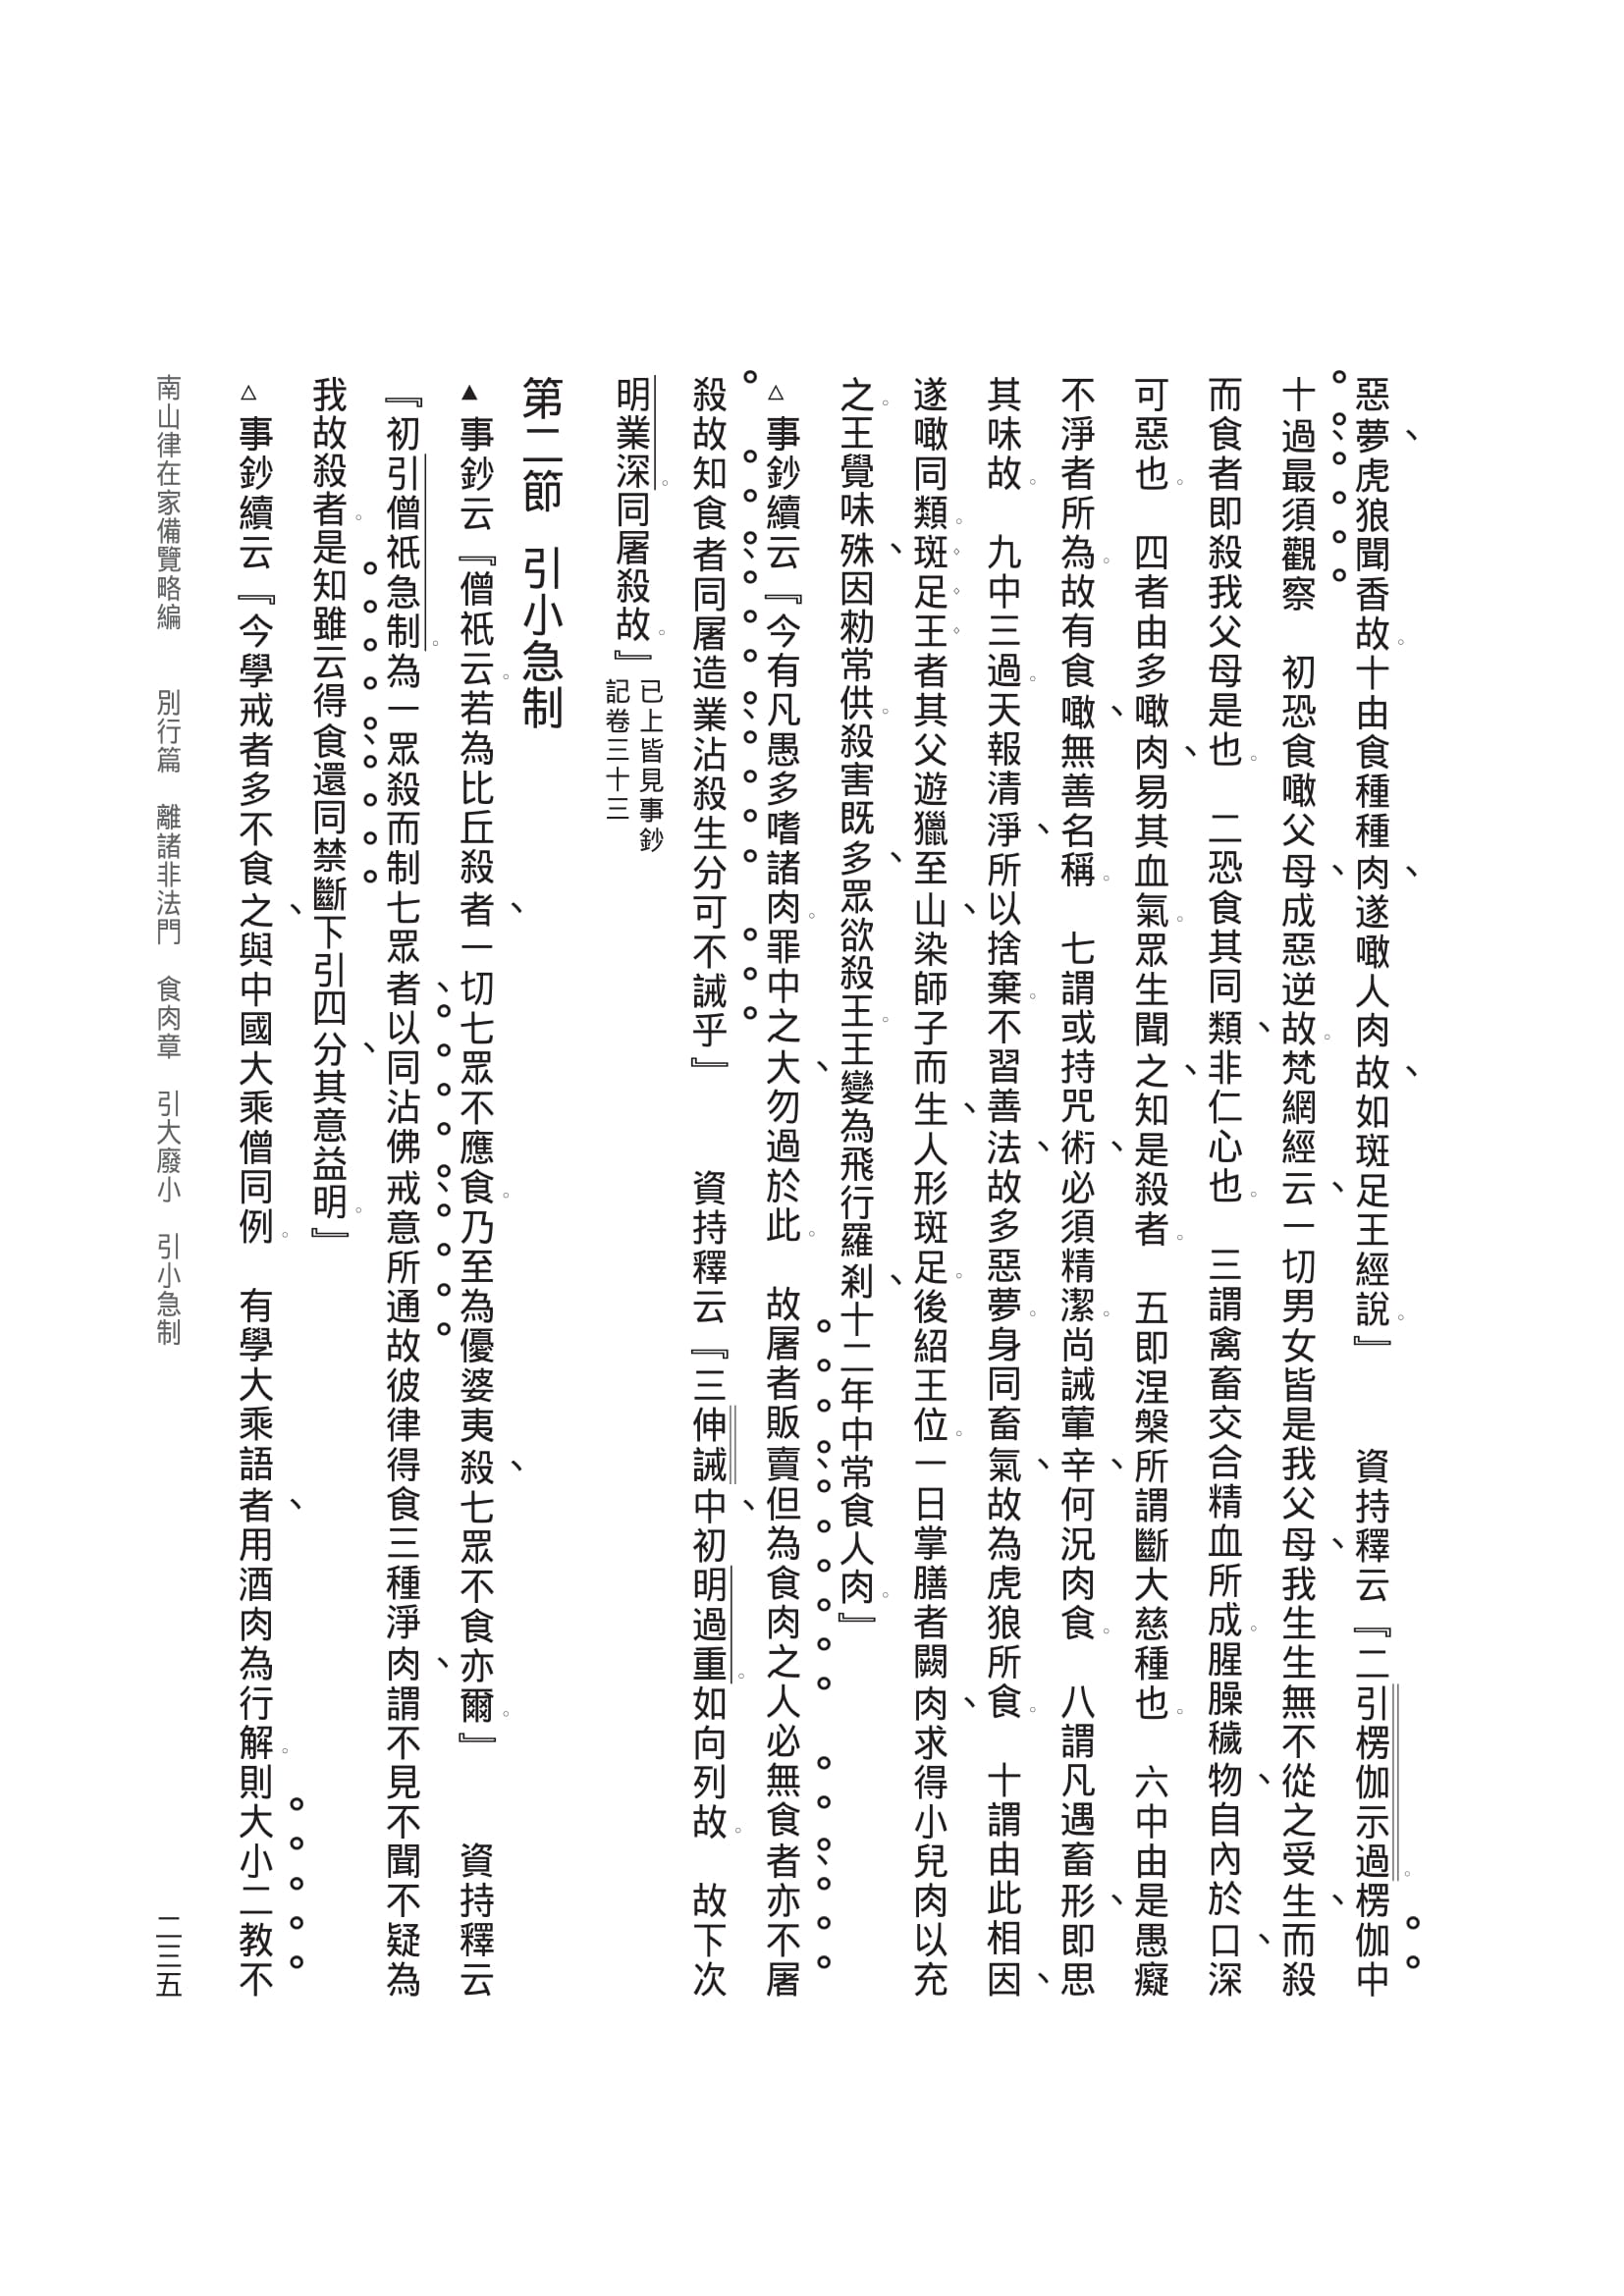 惡夢、虎狼聞香故。十由食種種肉、遂噉人肉故、如斑足王經說。』　資持釋云『二引楞伽示過。楞伽中
十過、最須觀察　初恐食噉父母、成惡逆故。梵網經云、一切男女皆是我父母、我生生無不從之受生、而殺
而食者即殺我父母是也。　二恐食其同類、非仁心也。　三謂禽畜交合精血所成。腥臊穢物、自內於口、深
可惡也。　四者由多噉肉、易其血氣。眾生聞之、知是殺者。　五即涅槃所謂斷大慈種也。　六中由是愚癡
不淨者所為。故有食噉、無善名稱。　七謂或持咒術、必須精潔。尚誡葷辛、何況肉食。　八謂凡遇畜形、即思
其味故。　九中三過。天報清淨、所以捨棄。不習善法、故多惡夢。身同畜氣、故為虎狼所食。　十謂由此相因、
遂噉同類。斑足王者其父遊獵至山、染師子而生、人形斑足。後紹王位。一日掌膳者闕肉、求得小兒肉以充
之。王覺味殊、因勑常供。殺害既多、眾欲殺王。王變為飛行羅剎、十二年中常食人肉。』
△事鈔續云『今有凡愚多嗜諸肉。罪中之大、勿過於此。　故屠者販賣、但為食肉之人、必無食者、亦不屠
殺。故知食者、同屠造業、沾殺生分、可不誡乎』　資持釋云『三伸誡中、初明過重。如向列故。　故下次
明業深。同屠殺故。』已上皆見事鈔
記卷三十三
第二節　引小急制
▲事鈔云『僧祇云。若為比丘殺者、一切七眾不應食。乃至為優婆夷殺、七眾不食亦爾。』　資持釋云
『初引僧祇急制。為一眾殺而制七眾者、以同沾佛戒、意所通故彼律得食三種淨肉、謂不見不聞不疑為
我故殺者。是知雖云得食、還同禁斷下引四分、其意益明。』
△事鈔續云『今學戒者多不食之、與中國大乘僧同例。　有學大乘語者、用酒肉為行解。則大小二教不
南山律在家備覽略編　　別行篇　離諸非法門　食肉章　引大廢小　引小急制
二三五